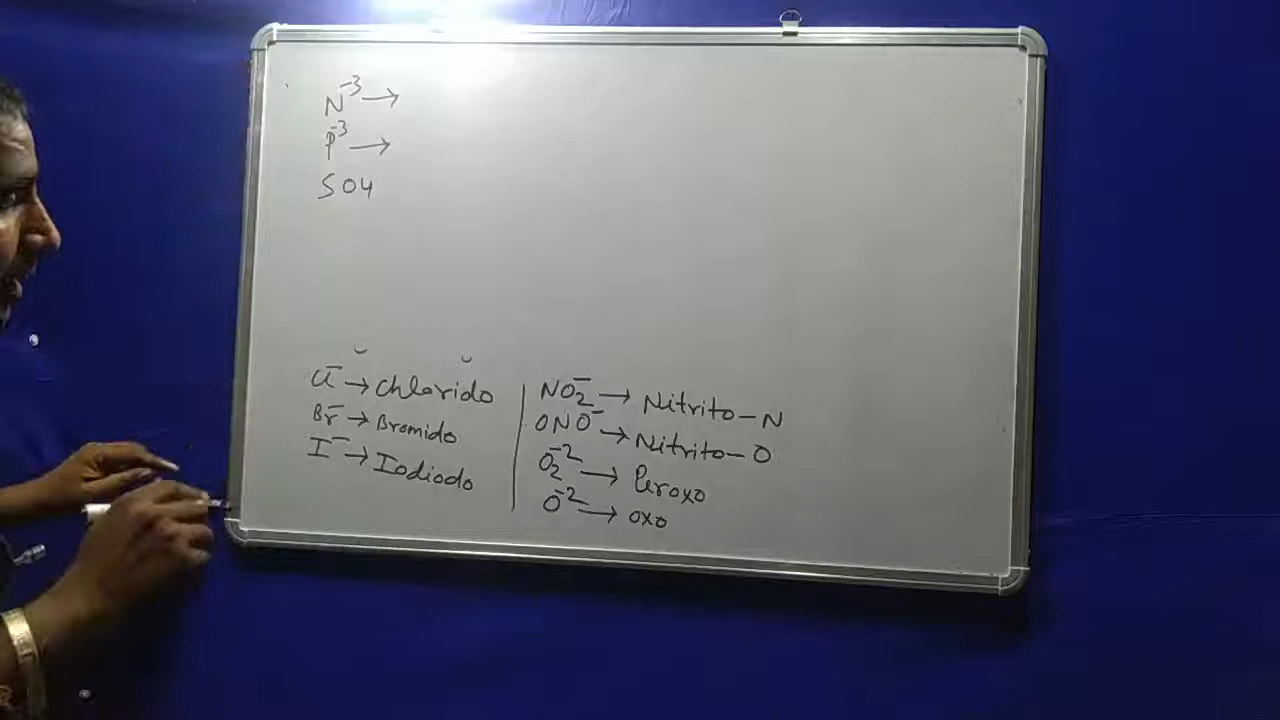 N⁻³ →
P⁻³ →
SO4
Cl⁻ → Chlorido
Br⁻ → Bromido
I⁻ → Iodiodo
NO₂⁻ → Nitrito-N
ONO⁻ → Nitrito-O
O₂⁻² → Peroxo
O⁻² → oxo